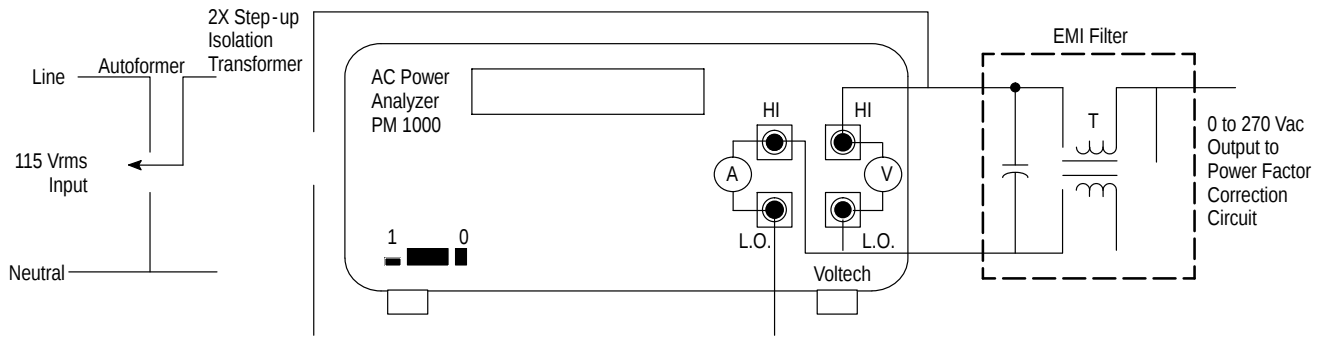 2X Step-up
Isolation
Transformer
Autoformer
Line
115 Vrms
Input
Neutral
AC Power
Analyzer
PM 1000
HI
HI
A
V
L.O.
L.O.
1
0
Voltech
EMI Filter
T
0 to 270 Vac
Output to
Power Factor
Correction
Circuit